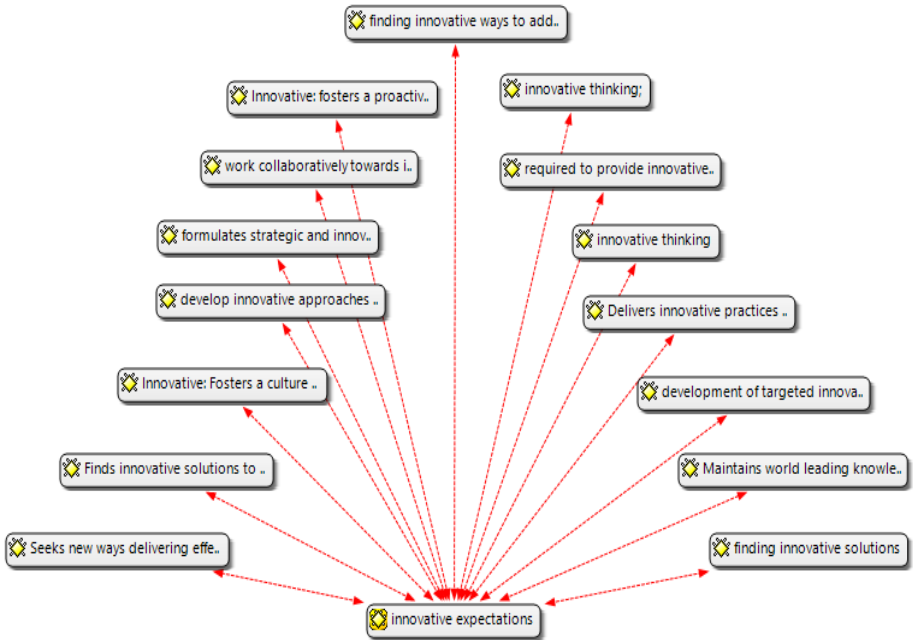 finding innovative ways to add..
Innovative: fosters a proactiv..
innovative thinking;
work collaboratively towards i..
required to provide innovative..
formulates strategic and innov..
innovative thinking
develop innovative approaches ..
Delivers innovative practices ..
Innovative: Fosters a culture ..
development of targeted innova..
Finds innovative solutions to ..
Maintains world leading knowle..
Seeks new ways delivering effe..
finding innovative solutions
innovative expectations